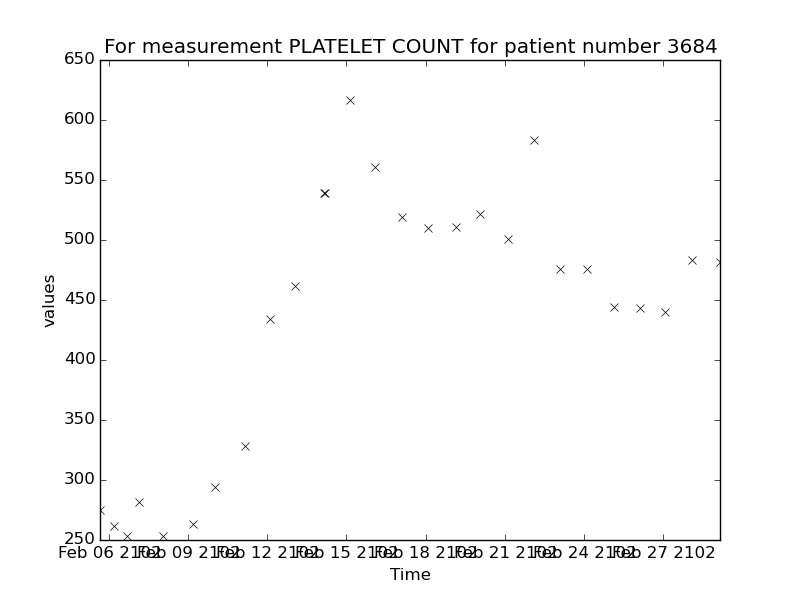 For measurement PLATELET COUNT for patient number 3684
650
600
550
500
450
400
350
300
250
values
Feb 06 2102 Feb 09 2102 Feb 12 2102 Feb 15 2102 Feb 18 2102 Feb 21 2102 Feb 24 2102 Feb 27 2102
Time